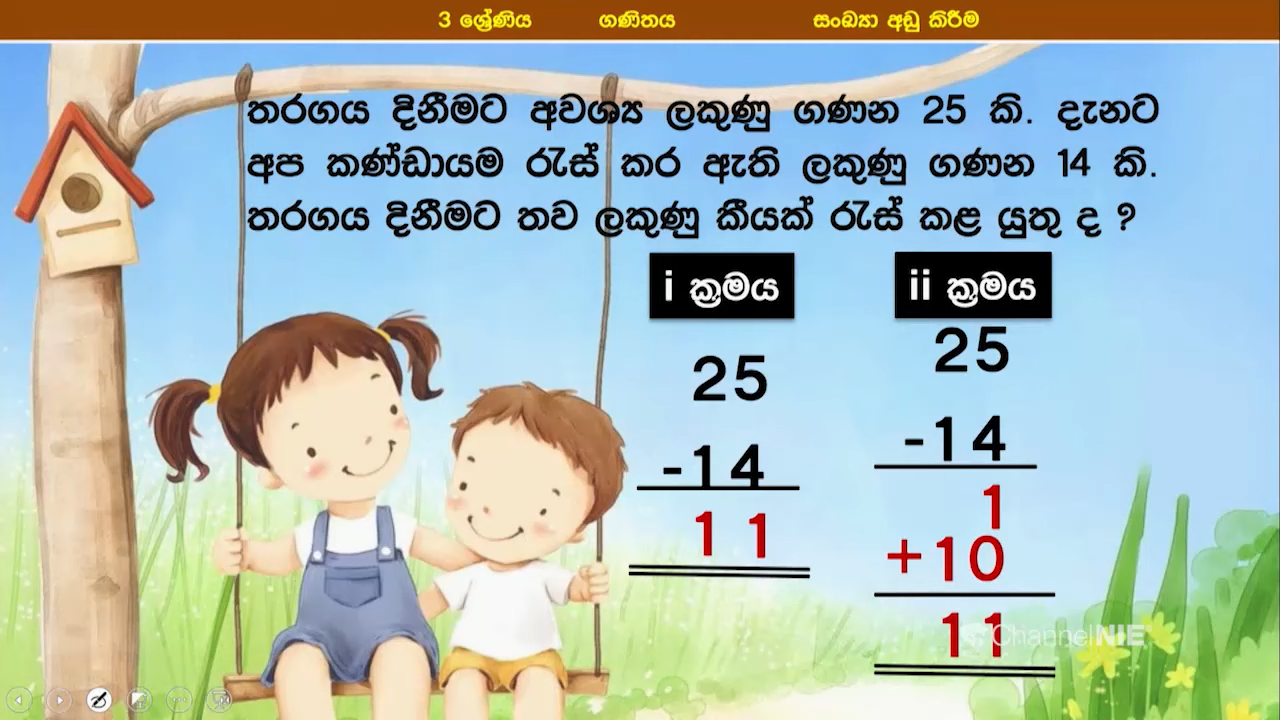 3 ශ්‍රේණිය ගණිතය සංඛ්‍යා අඩු කිරීම
තරගය දිනීමට අවශ්‍ය ලකුණු ගණන 25 කි. දැනට
අප කණ්ඩායම රැස් කර ඇති ලකුණු ගණන 14 කි.
තරගය දිනීමට තව ලකුණු කීයක් රැස් කළ යුතු ද ?
i ක්‍රමය
25
-14
11
ii ක්‍රමය
25
-14
1
+10
11
ChannelNIE